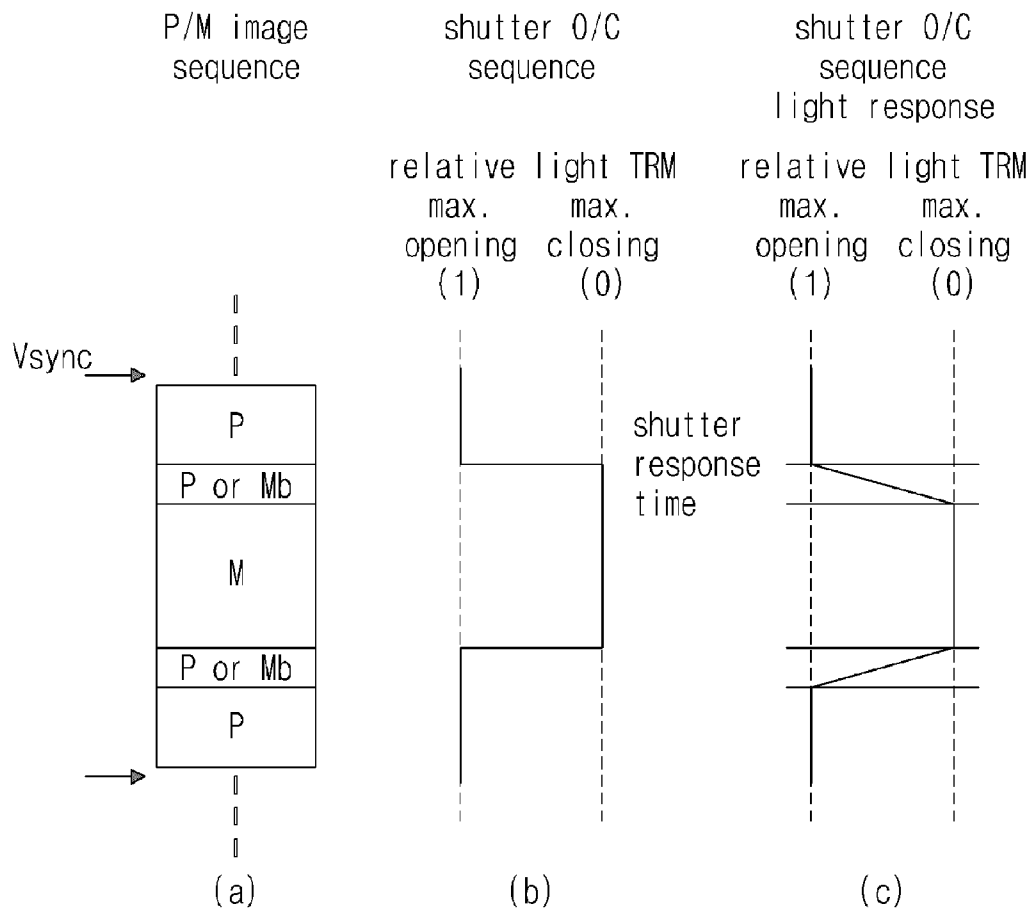 P/M image
sequence
shutter O/C
sequence
shutter O/C
sequence
light response
relative light TRM
max.
opening
(1)
max.
closing
(0)
relative light TRM
max.
opening
(1)
max.
closing
(0)
Vsync
P
P or Mb
M
P or Mb
P
shutter
response
time
(a)
(b)
(c)